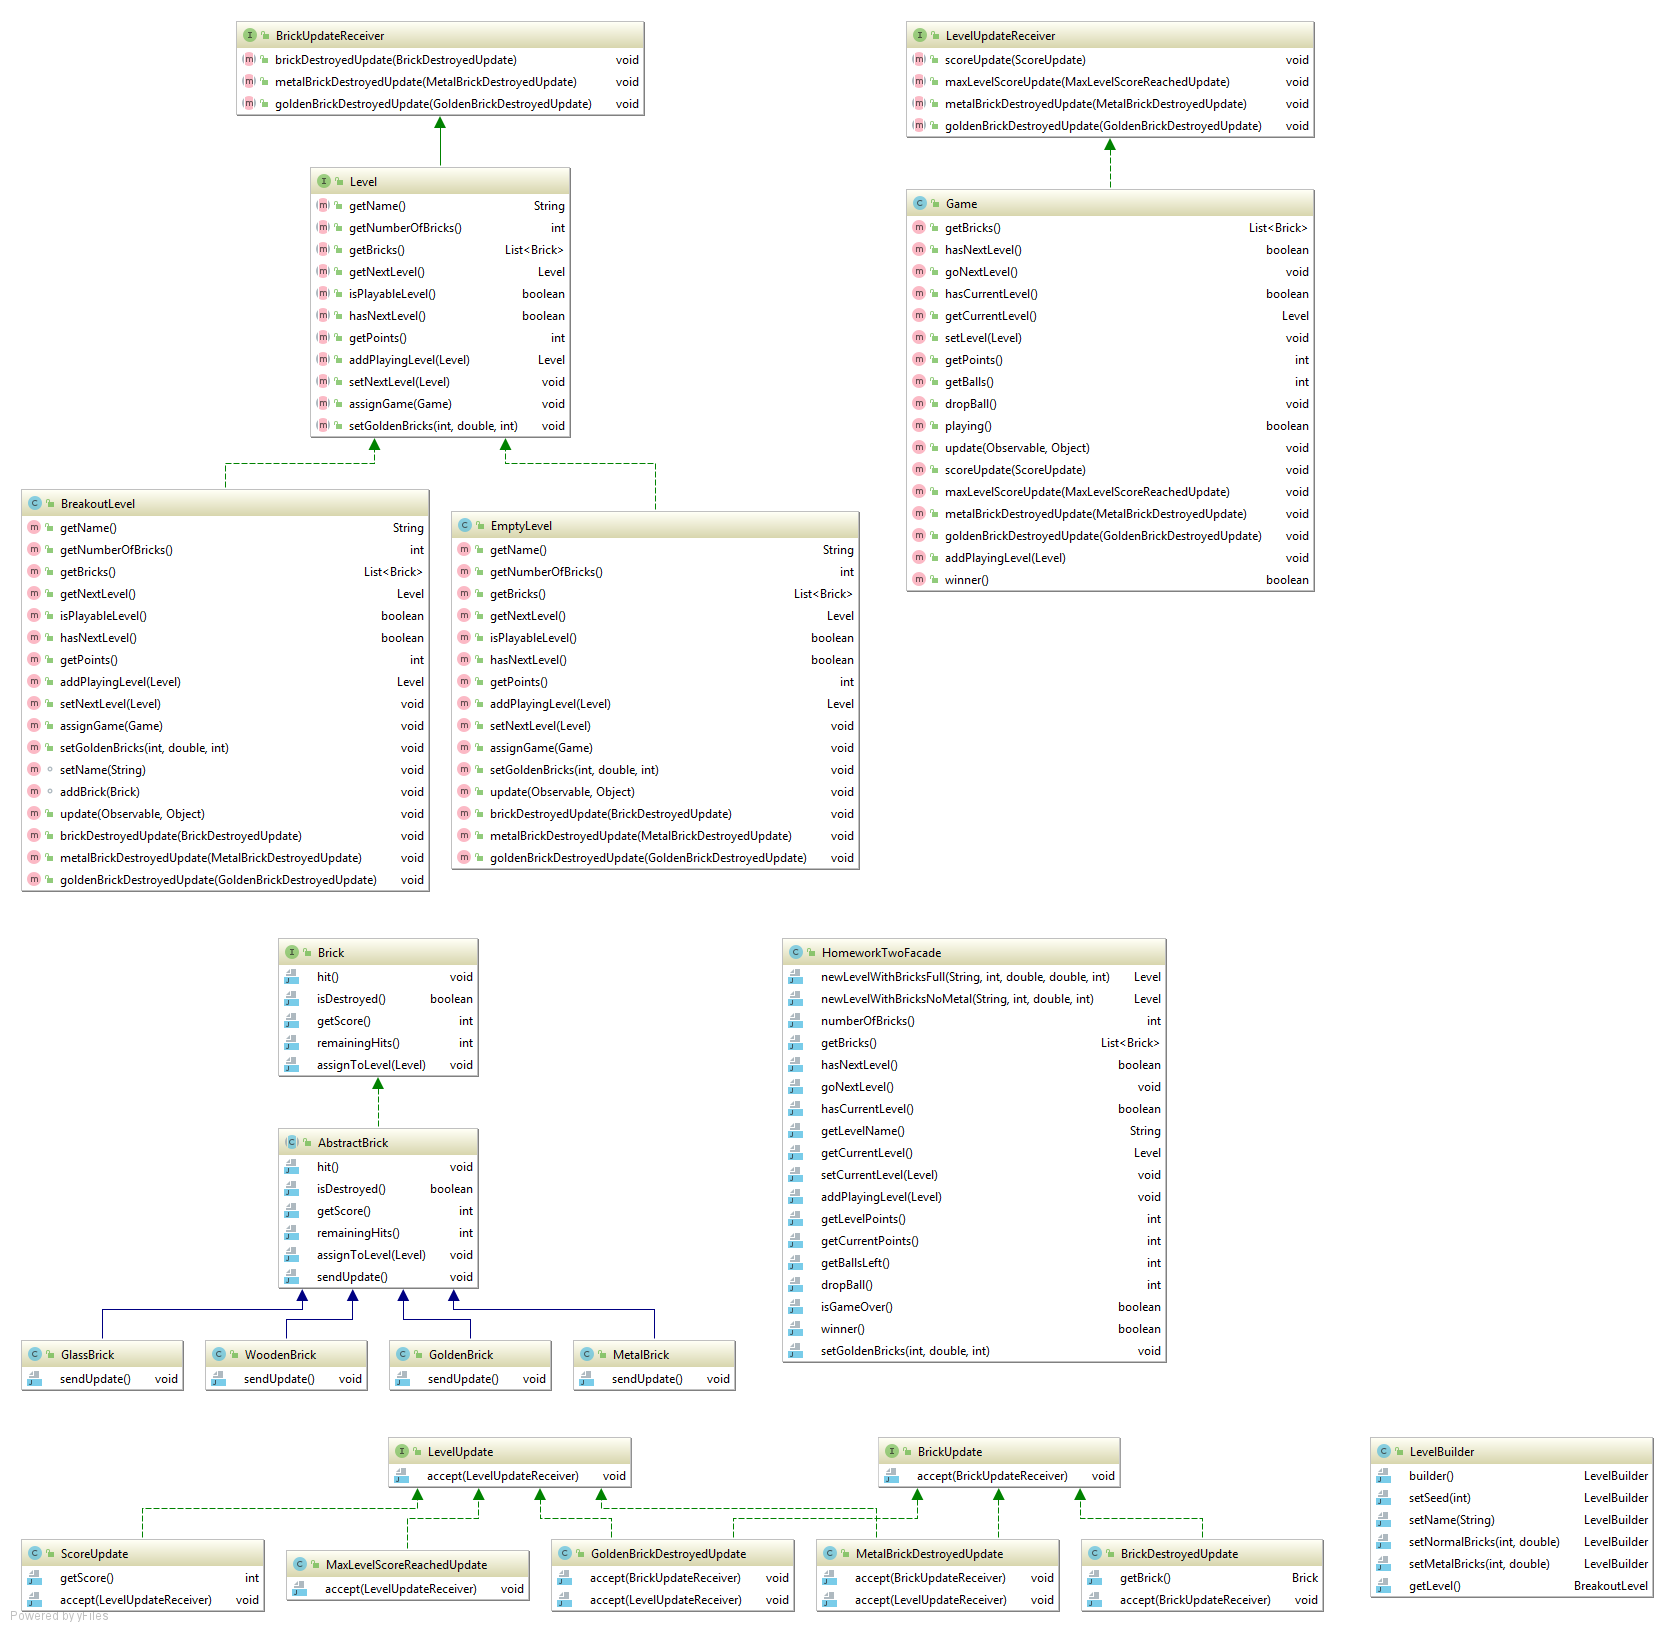 BrickUpdateReceiver
brickDestroyedUpdate(BrickDestroyedUpdate) void
metalBrickDestroyedUpdate(MetalBrickDestroyedUpdate) void
goldenBrickDestroyedUpdate(GoldenBrickDestroyedUpdate) void
LevelUpdateReceiver
scoreUpdate(ScoreUpdate) void
maxLevelScoreUpdate(MaxLevelScoreReachedUpdate) void
metalBrickDestroyedUpdate(MetalBrickDestroyedUpdate) void
goldenBrickDestroyedUpdate(GoldenBrickDestroyedUpdate) void
Level
getName() String
getNumberOfBricks() int
getBricks() List<Brick>
getNextLevel() Level
isPlayableLevel() boolean
hasNextLevel() boolean
getPoints() int
addPlayingLevel(Level) Level
setNextLevel(Level) void
assignGame(Game) void
setGoldenBricks(int, double, int) void
Game
getBricks() List<Brick>
hasNextLevel() boolean
goNextLevel() void
hasCurrentLevel() boolean
getCurrentLevel() Level
setLevel(Level) void
getPoints() int
getBalls() int
dropBall() void
playing() boolean
update(Observable, Object) void
scoreUpdate(ScoreUpdate) void
maxLevelScoreUpdate(MaxLevelScoreReachedUpdate) void
metalBrickDestroyedUpdate(MetalBrickDestroyedUpdate) void
goldenBrickDestroyedUpdate(GoldenBrickDestroyedUpdate) void
addPlayingLevel(Level) void
winner() boolean
BreakoutLevel
getName() String
getNumberOfBricks() int
getBricks() List<Brick>
getNextLevel() Level
isPlayableLevel() boolean
hasNextLevel() boolean
getPoints() int
addPlayingLevel(Level) Level
setNextLevel(Level) void
assignGame(Game) void
setGoldenBricks(int, double, int) void
setName(String) void
addBrick(Brick) void
update(Observable, Object) void
brickDestroyedUpdate(BrickDestroyedUpdate) void
metalBrickDestroyedUpdate(MetalBrickDestroyedUpdate) void
goldenBrickDestroyedUpdate(GoldenBrickDestroyedUpdate) void
EmptyLevel
getName() String
getNumberOfBricks() int
getBricks() List<Brick>
getNextLevel() Level
isPlayableLevel() boolean
hasNextLevel() boolean
getPoints() int
addPlayingLevel(Level) Level
setNextLevel(Level) void
assignGame(Game) void
setGoldenBricks(int, double, int) void
update(Observable, Object) void
brickDestroyedUpdate(BrickDestroyedUpdate) void
metalBrickDestroyedUpdate(MetalBrickDestroyedUpdate) void
goldenBrickDestroyedUpdate(GoldenBrickDestroyedUpdate) void
Brick
hit() void
isDestroyed() boolean
getScore() int
remainingHits() int
assignToLevel(Level) void
AbstractBrick
hit() void
isDestroyed() boolean
getScore() int
remainingHits() int
assignToLevel(Level) void
sendUpdate() void
GlassBrick
sendUpdate() void
WoodenBrick
sendUpdate() void
GoldenBrick
sendUpdate() void
MetalBrick
sendUpdate() void
HomeworkTwoFacade
newLevelWithBricksFull(String, int, double, double, int) Level
newLevelWithBricksNoMetal(String, int, double, int) Level
numberOfBricks() int
getBricks() List<Brick>
hasNextLevel() boolean
goNextLevel() void
hasCurrentLevel() boolean
getLevelName() String
getCurrentLevel() Level
setCurrentLevel(Level) void
addPlayingLevel(Level) void
getLevelPoints() int
getCurrentPoints() int
getBallsLeft() int
dropBall() int
isGameOver() boolean
winner() boolean
setGoldenBricks(int, double, int) void
LevelUpdate
accept(LevelUpdateReceiver) void
BrickUpdate
accept(BrickUpdateReceiver) void
ScoreUpdate
getScore() int
accept(LevelUpdateReceiver) void
MaxLevelScoreReachedUpdate
accept(LevelUpdateReceiver) void
GoldenBrickDestroyedUpdate
accept(BrickUpdateReceiver) void
accept(LevelUpdateReceiver) void
MetalBrickDestroyedUpdate
accept(BrickUpdateReceiver) void
accept(LevelUpdateReceiver) void
BrickDestroyedUpdate
getBrick() Brick
accept(BrickUpdateReceiver) void
LevelBuilder
builder() LevelBuilder
setSeed(int) LevelBuilder
setName(String) LevelBuilder
setNormalBricks(int, double) LevelBuilder
setMetalBricks(int, double) LevelBuilder
getLevel() BreakoutLevel
Powered by yFiles